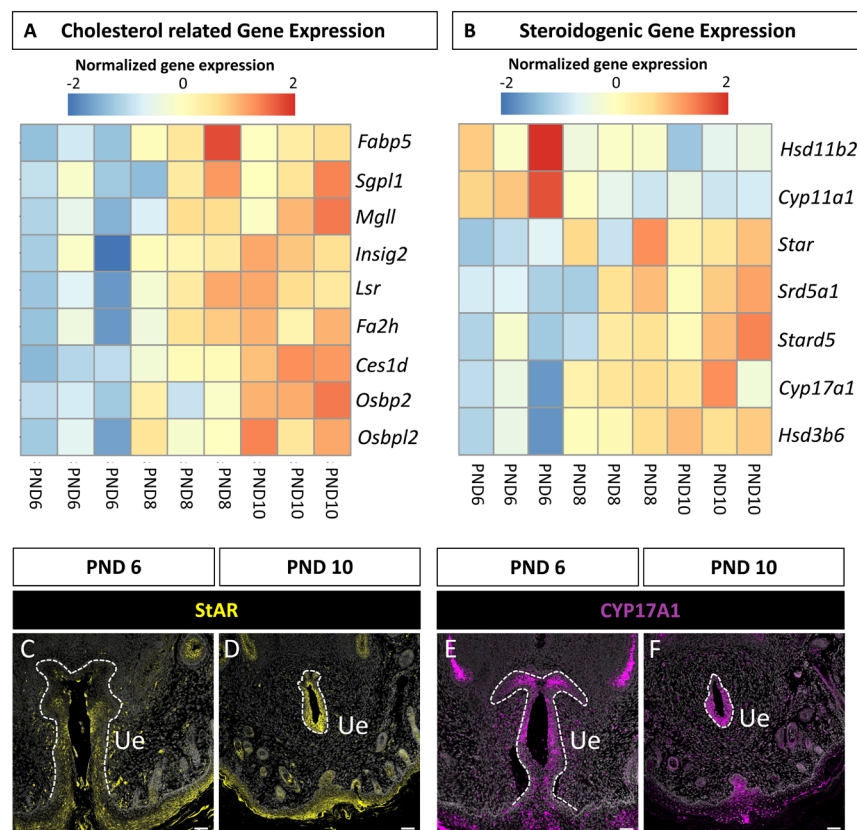 A Cholesterol related Gene Expression
Normalized gene expression
-2 0 2
Fabp5
Sgpl1
Mgll
Insig2
Lsr
Fa2h
Ces1d
Osbp2
Osbpl2
PND6 PND6 PND6 PND8 PND8 PND8 PND10 PND10 PND10
B Steroidogenic Gene Expression
Normalized gene expression
-2 0 2
Hsd11b2
Cyp11a1
Star
Srd5a1
Stard5
Cyp17a1
Hsd3b6
PND6 PND6 PND6 PND8 PND8 PND8 PND10 PND10 PND10
PND 6 PND 10
StAR
C D
Ue Ue
PND 6 PND 10
CYP17A1
E F
Ue Ue